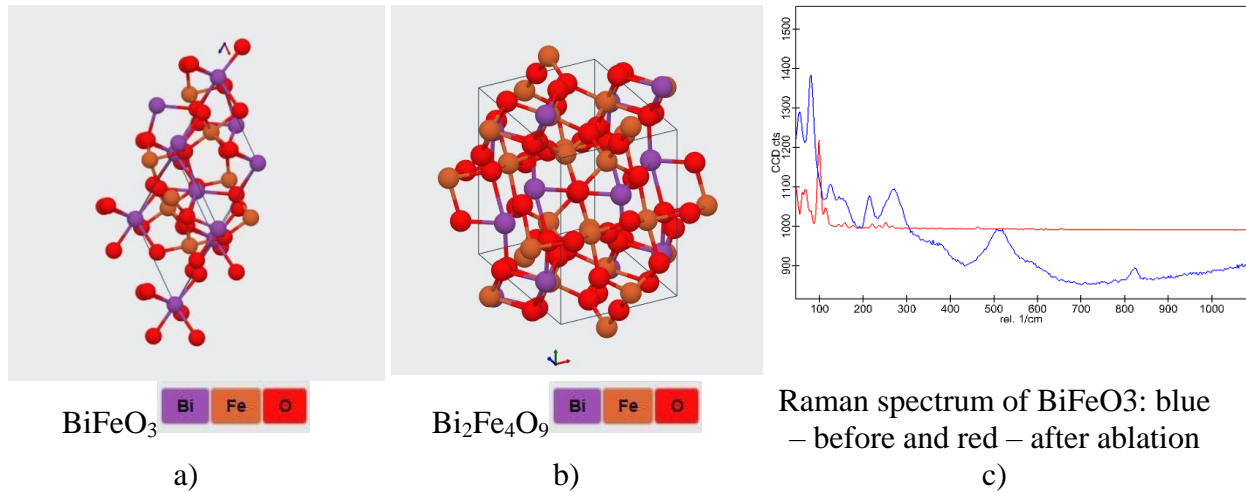 1500
1400
1300
1200
1100
1000
900
CCD cts
100 200 300 400 500 600 700 800 900 1000
rel. 1/cm
BiFeO₃ Bi Fe O
a)
Bi₂Fe₄O₉ Bi Fe O
b)
Raman spectrum of BiFeO3: blue
– before and red – after ablation
c)